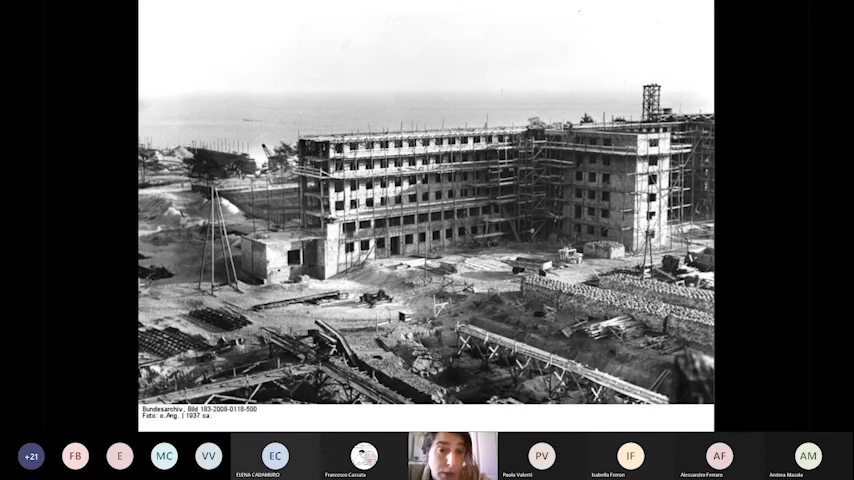 Bundesarchiv, Bild 183-2008-0118-500
Foto: o.Ang. | 1937 ca.
+21
FB
E
MC
VV
EC
ELENA CADAMURO
Francesco Cassata
PV
Paola Valenti
IF
Isabella Ferron
AF
Alessandro Ferraro
AM
Andrea Masala